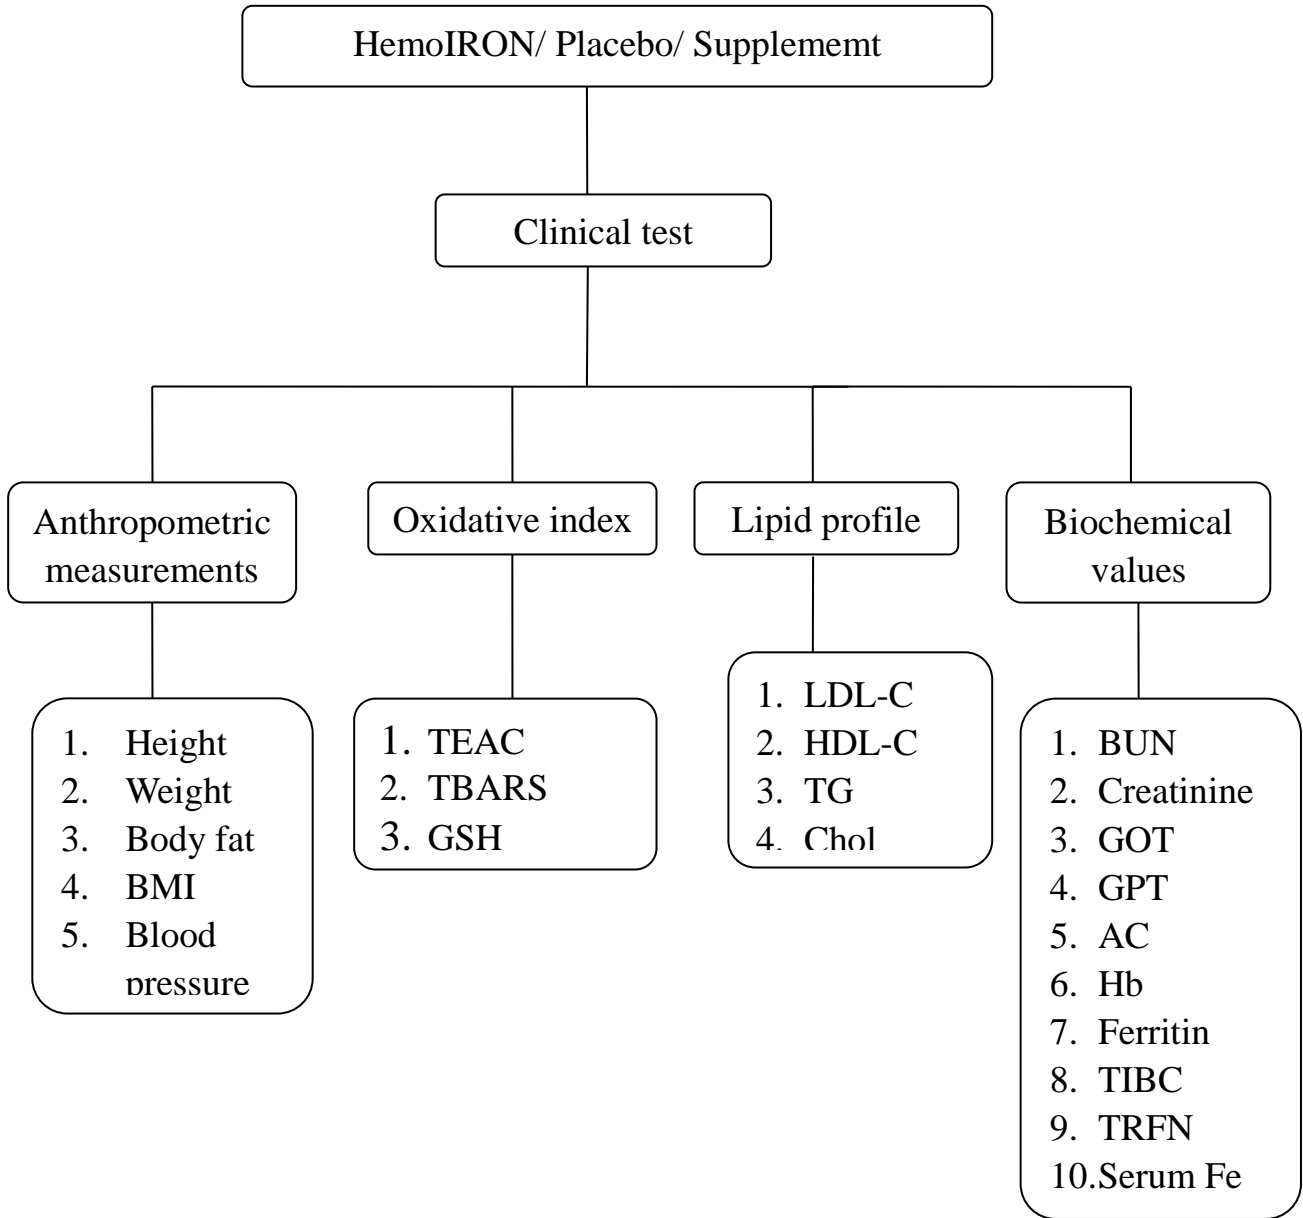 HemoIRON/ Placebo/ Supplememt
Clinical test
Anthropometric
measurements
Oxidative index
Lipid profile
Biochemical
values
1. Height
2. Weight
3. Body fat
4. BMI
5. Blood
pressure
1. TEAC
2. TBARS
3. GSH
1. LDL-C
2. HDL-C
3. TG
4. Chol
1. BUN
2. Creatinine
3. GOT
4. GPT
5. AC
6. Hb
7. Ferritin
8. TIBC
9. TRFN
10.Serum Fe